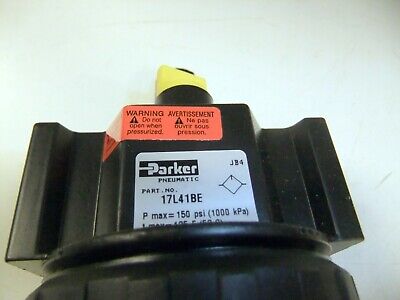 WARNING
Do not
open when
pressurized.
AVERTISSEMENT
Ne pas
ouvrir sous
pression.
Parker
PNEUMATIC
JB4
PART. NO.
17L41BE
P max= 150 psi (1000 kPa)